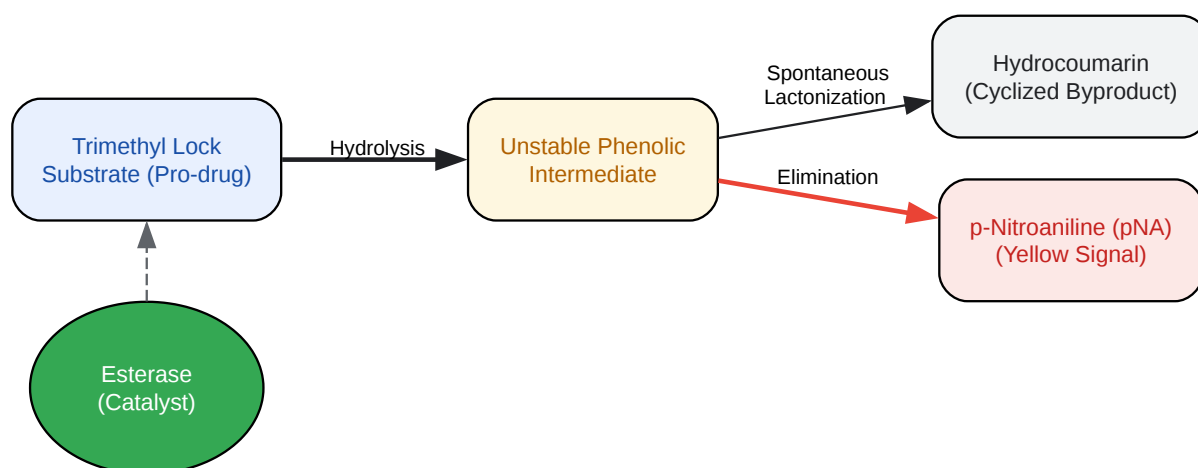 Trimethyl Lock
Substrate (Pro-drug)
Hydrolysis
Unstable Phenolic
Intermediate
Spontaneous
Lactonization
Hydrocoumarin
(Cyclized Byproduct)
Elimination
p-Nitroaniline (pNA)
(Yellow Signal)
Esterase
(Catalyst)